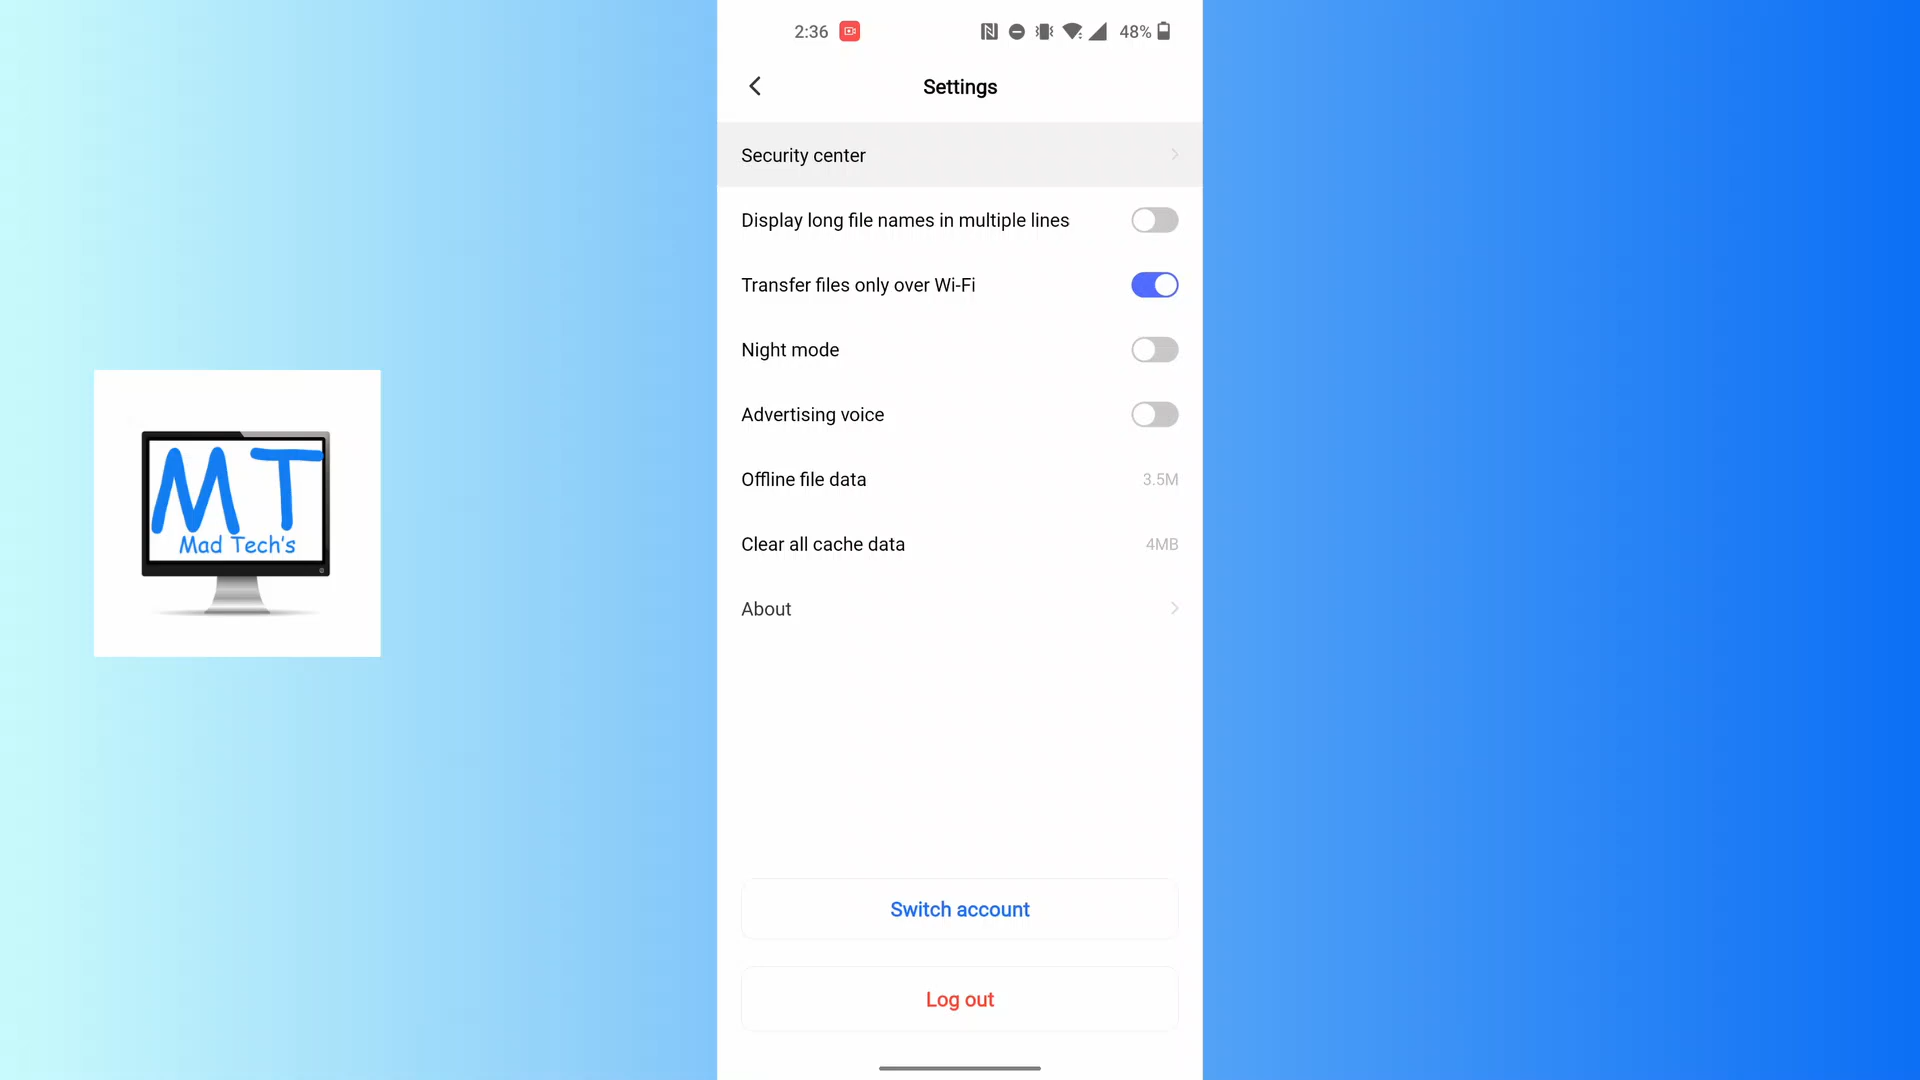 2:36
48%
Settings
Security center
Display long file names in multiple lines
Transfer files only over Wi-Fi
Night mode
Advertising voice
Offline file data 3.5M
Clear all cache data 4MB
About
MT
Mad Tech's
Switch account
Log out